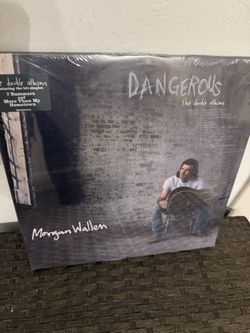 DANGEROUS
the double album
the double album
featuring the hit singles
7 Summers
and
More Than My
Hometown
Morgan Wallen